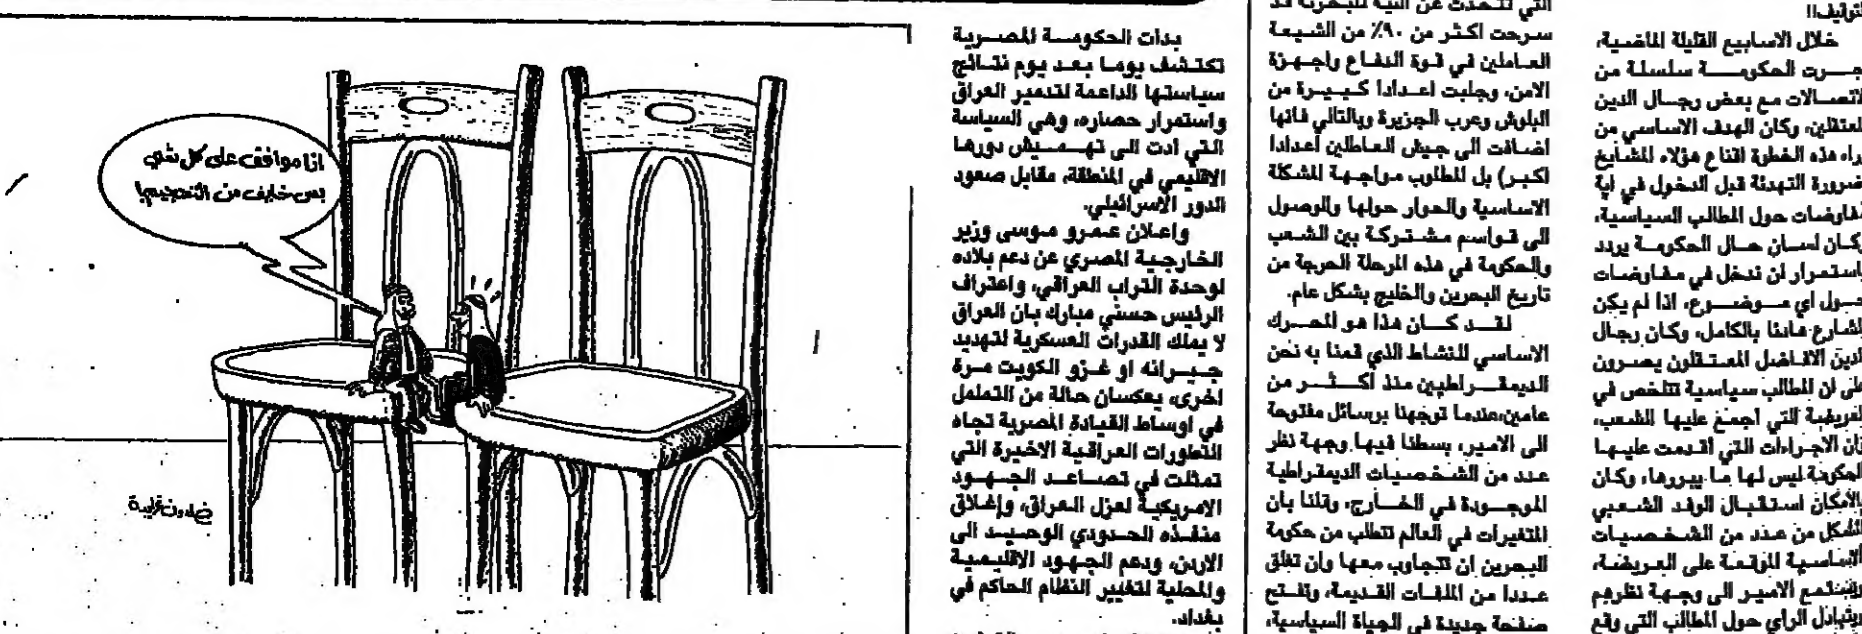 التوليف!!
خلال الاسابيع القليلة الماضية،
جرت الحكومة سلسلة من
الاتصالات مع بعض رجال الدين
المعتقلين، وكان الهدف الاساسي من
وراء هذه الخطوة اقناع هؤلاء المشايخ
ضرورة التهدئة قبل الدخول في اية
مفاوضات حول المطالب السياسية،
وكان لسان حال الحكومة يردد
باستمرار لن ندخل في مفاوضات
حول اي موضوع، اذا لم يكن
الشارع هادئا بالكامل، وكان رجال
الدين الافاضل المعتقلون يصرون
على ان المطالب سياسية تتلخص في
العريضة التي اجمع عليها الشعب،
وان الاجراءات التي اقدمت عليها
الحكومة ليس لها ما يبررها، وكان
بالامكان استقبال الوفد الشعبي
المشكل من عدد من الشخصيات
الاساسية الموقعة على العريضة،
ويستمع الامير الى وجهة نظرهم
ويتبادل الرأي حول المطالب التي وقع
التي تتحدث عن النية للبحرنة قد
سرحت اكثر من ٩٠٪ من الشيعة
العاملين في قوة الدفاع واجهزة
الامن، وجلبت اعدادا كبيرة من
البلوش وعرب الجزيرة وبالتالي فانها
اضافت الى جيش العاطلين اعدادا
اكبر) بل المطلوب مواجهة المشكلة
الاساسية والحوار حولها والوصول
الى قواسم مشتركة بين الشعب
والحكومة في هذه المرحلة الحرجة من
تاريخ البحرين والخليج بشكل عام.
لقد كان هذا هو المحرك
الاساسي للنشاط الذي قمنا به نحن
الديمقراطيين منذ اكثر من
عامين،عندما توجهنا برسائل مفتوحة
الى الامير، بسطنا فيها وجهة نظر
عدد من الشخصيات الديمقراطية
الموجودة في الخارج، وقلنا بان
المتغيرات في العالم تتطلب من حكومة
البحرين ان تتجاوب معها وان تغلق
عددا من الملفات القديمة، وتفتح
صفحة جديدة في الحياة السياسية،
بدات الحكومة المصرية
تكتشف يوما بعد يوم نتائج
سياستها الداعمة لتدمير العراق
واستمرار حصاره، وهي السياسة
التي ادت الى تهميش دورها
الاقليمي في المنطقة، مقابل صعود
الدور الاسرائيلي.
واعلان عمرو موسى وزير
الخارجية المصري عن دعم بلاده
لوحدة التراب العراقي، واعتراف
الرئيس حسني مبارك بان العراق
لا يملك القدرات العسكرية لتهديد
جيرانه او غزو الكويت مرة
اخرى، يعكسان حالة من التململ
في اوساط القيادة المصرية تجاه
التطورات العراقية الاخيرة التي
تمثلت في تصاعد الجهود
الامريكية لعزل العراق، وإغلاق
منفذه الحدودي الوحيد الى
الاردن، ودعم الجهود الاقليمية
والمحلية لتغيير النظام الحاكم في
بغداد.
انا موافق على كل شي
بس خايف من التحجيم!